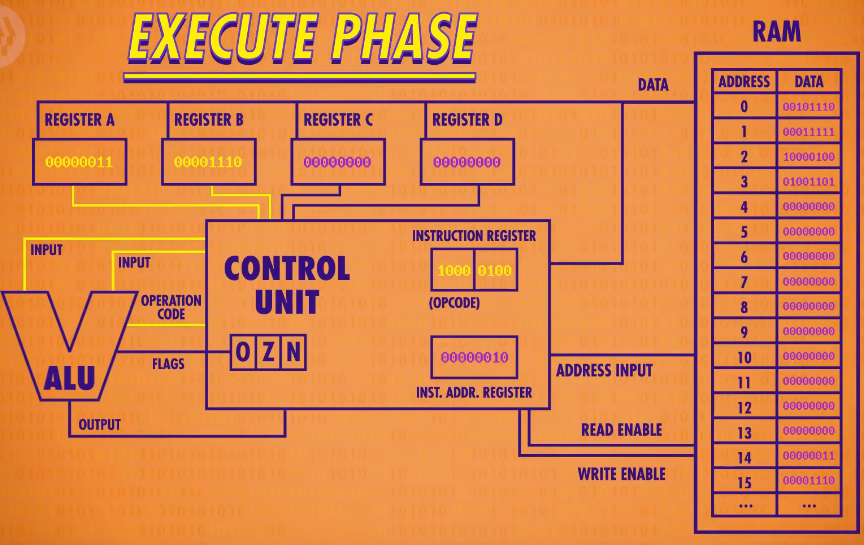 EXECUTE PHASE
RAM
DATA
ADDRESS DATA
0 00101110
1 00011111
2 10000100
3 01001101
4 00000000
5 00000000
6 00000000
7 00000000
8 00000000
9 00000000
10 00000000
11 00000000
12 00000000
13 00000000
14 00000011
15 00001110
... ...
REGISTER A
00000011
REGISTER B
00001110
REGISTER C
00000000
REGISTER D
00000000
INPUT
INPUT
OPERATION
CODE
FLAGS
ALU
OUTPUT
CONTROL
UNIT
O Z N
INSTRUCTION REGISTER
1000 0100
(OPCODE)
00000010
INST. ADDR. REGISTER
ADDRESS INPUT
READ ENABLE
WRITE ENABLE